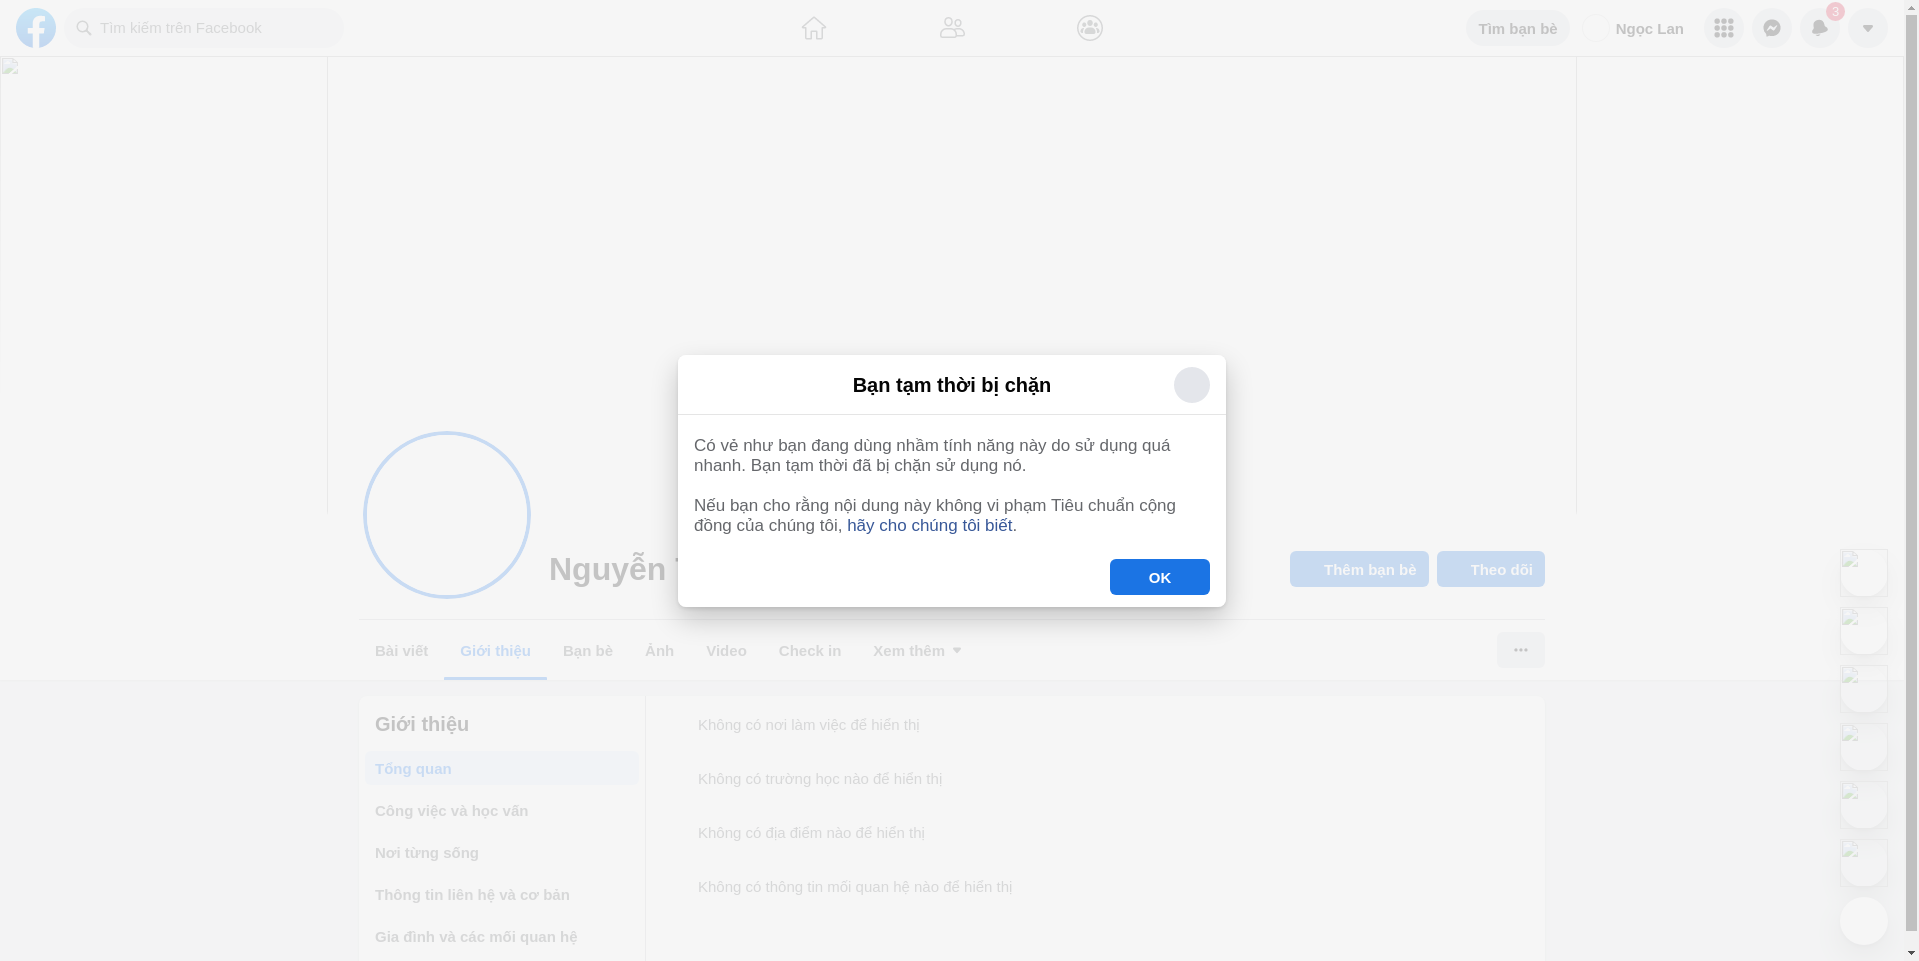 Tìm kiếm trên Facebook
Tìm bạn bè
Ngọc Lan
3
Bạn tạm thời bị chặn
Có vẻ như bạn đang dùng nhầm tính năng này do sử dụng quá
nhanh. Bạn tạm thời đã bị chặn sử dụng nó.
Nếu bạn cho rằng nội dung này không vi phạm Tiêu chuẩn cộng
đồng của chúng tôi, hãy cho chúng tôi biết.
OK
Nguyễn
Thêm bạn bè
Theo dõi
Bài viết
Giới thiệu
Bạn bè
Ảnh
Video
Check in
Xem thêm
Giới thiệu
Tổng quan
Công việc và học vấn
Nơi từng sống
Thông tin liên hệ và cơ bản
Gia đình và các mối quan hệ
Không có nơi làm việc để hiển thị
Không có trường học nào để hiển thị
Không có địa điểm nào để hiển thị
Không có thông tin mối quan hệ nào để hiển thị